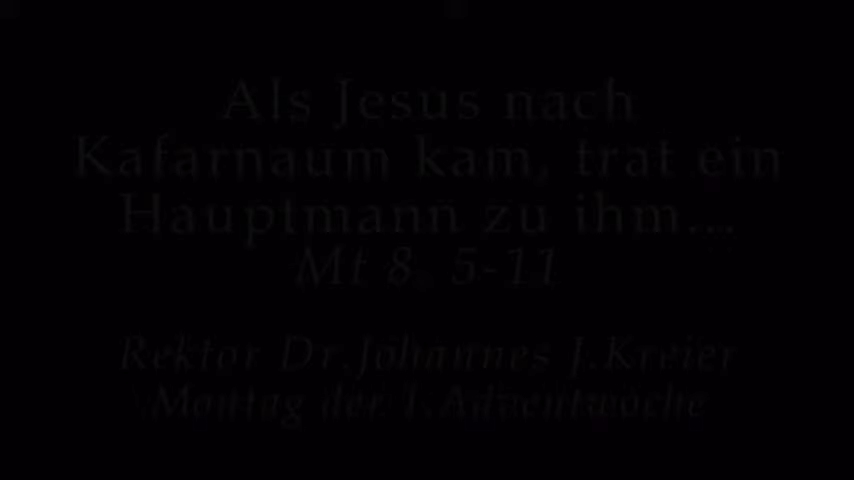 Als Jesus nach
Kafarnaum kam, trat ein
Hauptmann zu ihm....
Mt 8, 5-11
Rektor Dr.Johannes J.Kreier
Montag der 1.Adventwoche